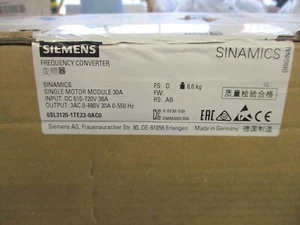 SIEMENS
SINAMICS
FREQUENCY CONVERTER
变频器
SINAMICS
SINGLE MOTOR MODULE 30A
INPUT: DC 510-720V 36A
OUTPUT: 3AC 0-480V 30A 0-550 Hz
6SL3120-1TE23-0AC0
FS: D
FW:
RS: AB
6,6kg
质量检验合格
EAC
Siemens AG, Frauenauracher Str. 80, DE-91056 Erlangen
Made in Germany
德国制造